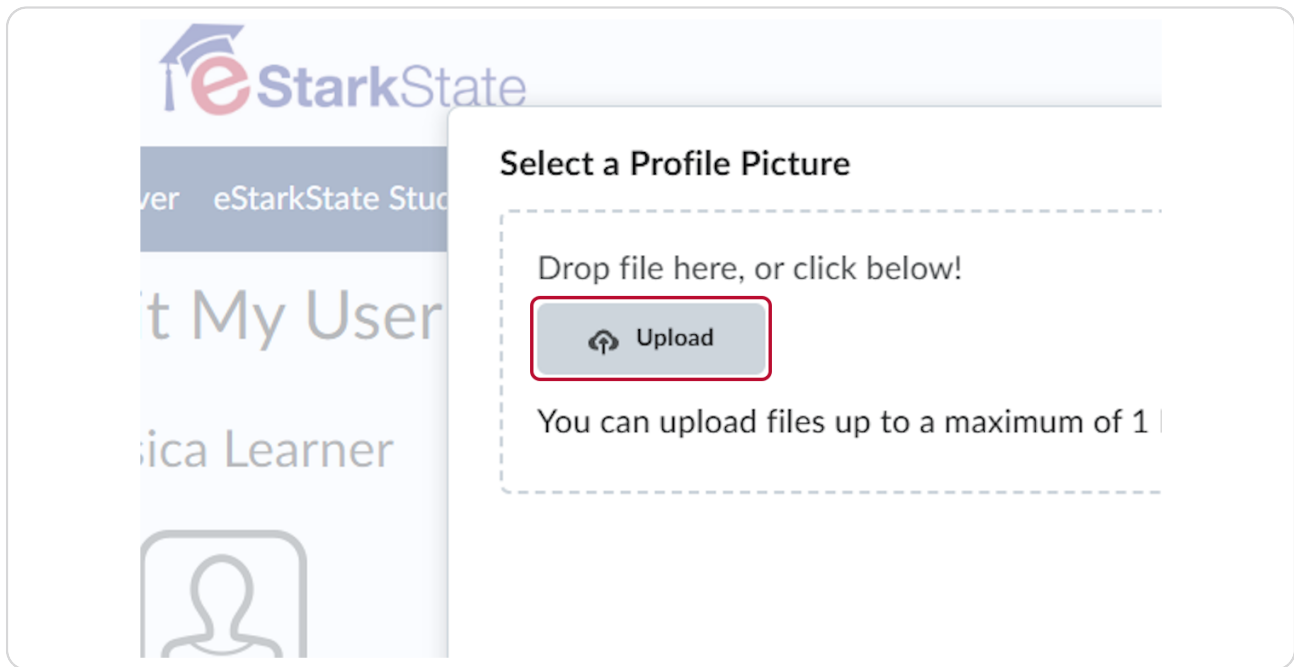 eStarkState
Select a Profile Picture
ver eStarkState Stud
Drop file here, or click below!
t My User
Upload
You can upload files up to a maximum of 1
sica Learner